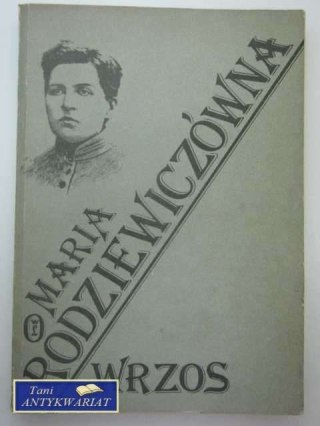 MARIA
RODZIEWICZÓWNA
WRZOS
Tani
ANTYKWARIAT